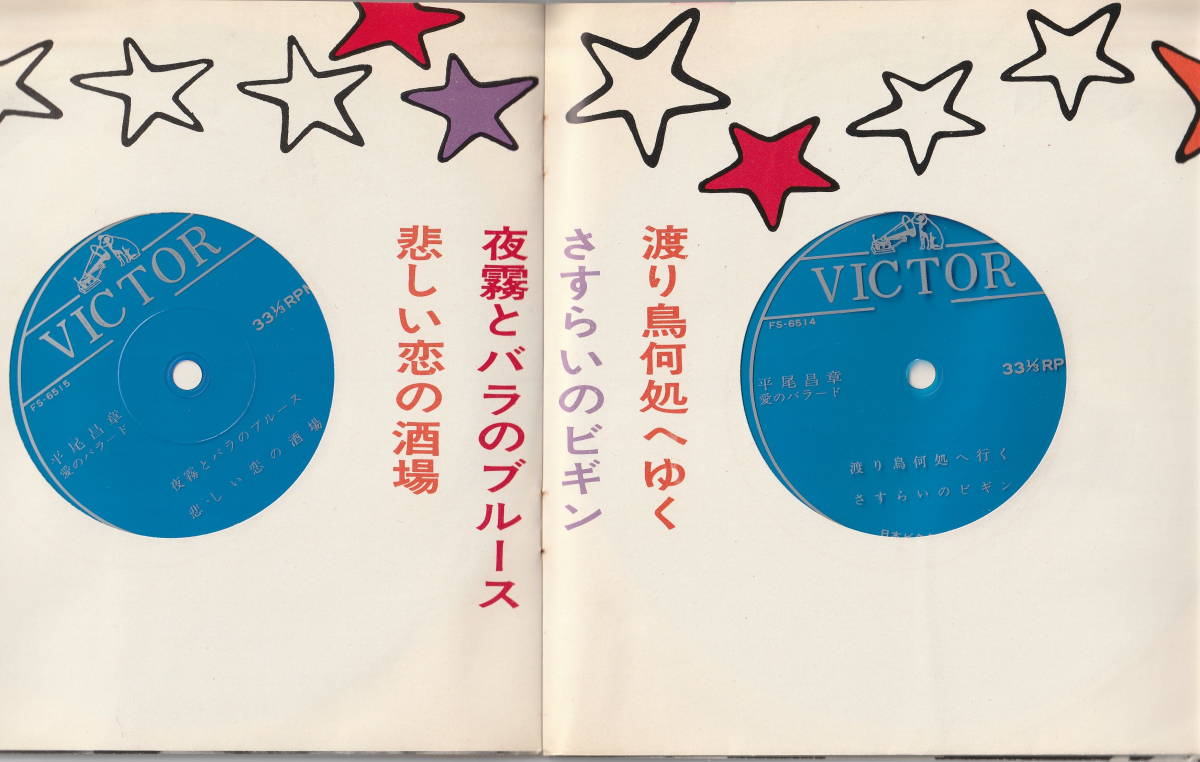 渡り鳥何処へゆく
さすらいのビギン
夜霧とバラのブルース
悲しい恋の酒場
VICTOR
FS-6514
33⅓ RP
平尾昌章
愛のバラード
渡り鳥何処へ行く
さすらいのビギン
VICTOR
33⅓ RPM
FS-6515
平尾昌章
愛のバラード
夜霧とバラのブルース
悲しい恋の酒場